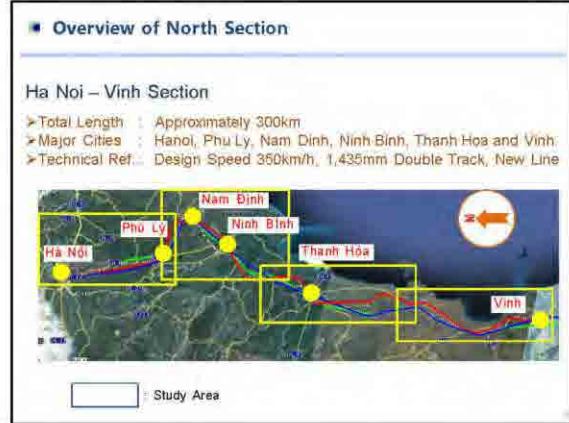 Overview of North Section
Ha Noi – Vinh Section
➢Total Length : Approximately 300km
➢Major Cities : Hanoi, Phu Ly, Nam Dinh, Ninh Binh, Thanh Hoa and Vinh
➢Technical Ref.. Design Speed 350km/h, 1,435mm Double Track, New Line
Nam Định
Phủ Lý
Ninh Bình
Hà Nội
Thanh Hóa
Vinh
N
: Study Area